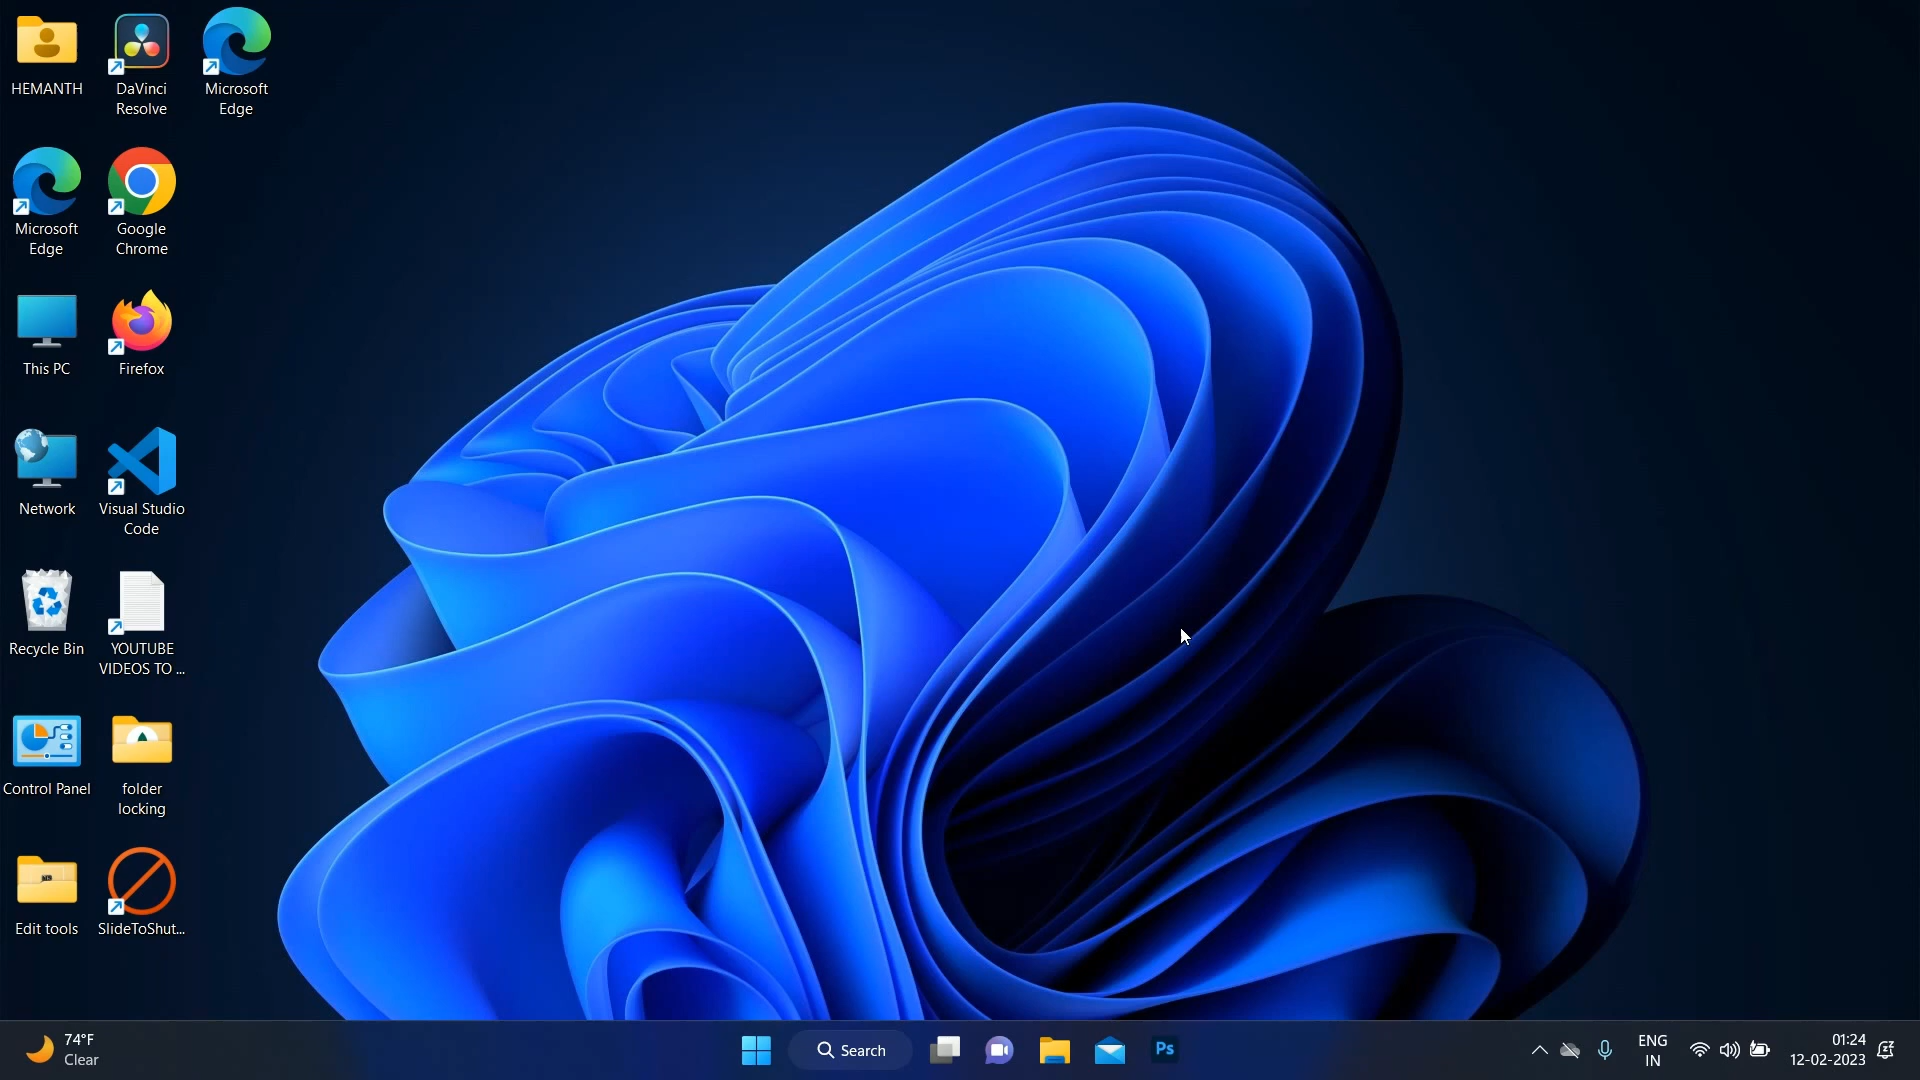 HEMANTH
DaVinci
Resolve
Microsoft
Edge
Microsoft
Edge
Google
Chrome
This PC
Firefox
Network
Visual Studio
Code
Recycle Bin
YOUTUBE
VIDEOS TO ...
Control Panel
folder
locking
Edit tools
SlideToShut...
74°F
Clear
Search
Ps
ENG
IN
01:24
12-02-2023